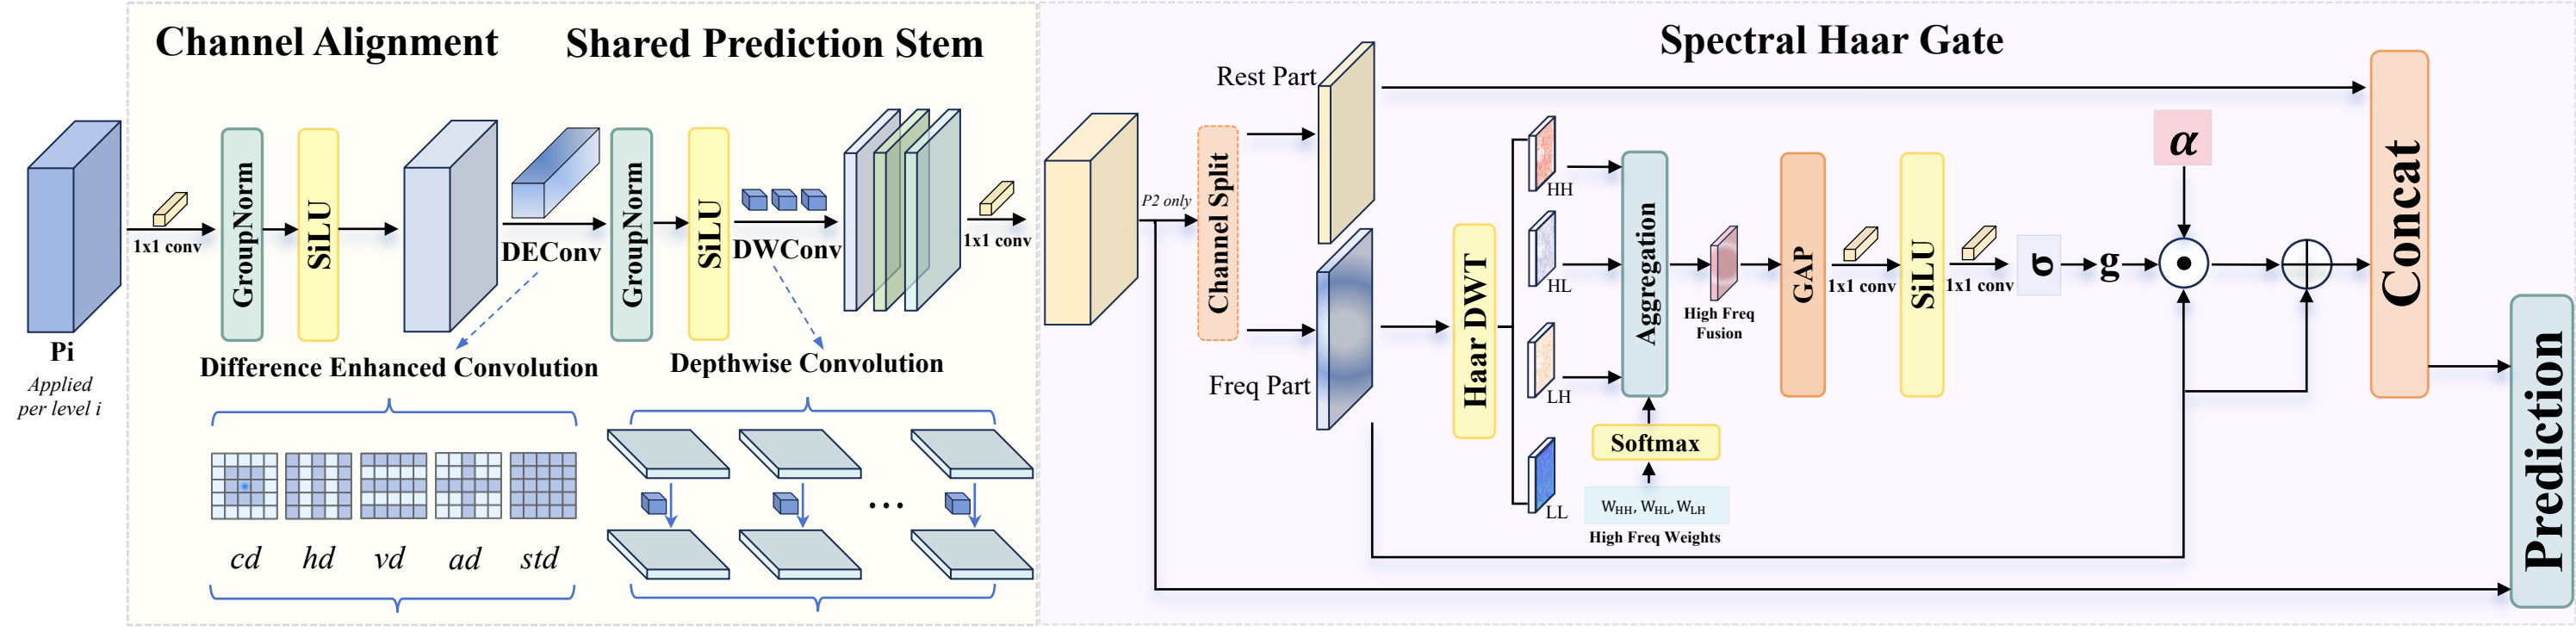 Channel Alignment
Shared Prediction Stem
Spectral Haar Gate
Pi
Applied
per level i
1x1 conv
GroupNorm
SiLU
DEConv
GroupNorm
SiLU
DWConv
1x1 conv
Difference Enhanced Convolution
Depthwise Convolution
cd
hd
vd
ad
std
...
P2 only
Channel Split
Rest Part
Freq Part
Haar DWT
HH
HL
LH
LL
Aggregation
Softmax
W_HH, W_HL, W_LH
High Freq Weights
High Freq
Fusion
GAP
1x1 conv
SiLU
1x1 conv
σ
g
α
Concat
Prediction